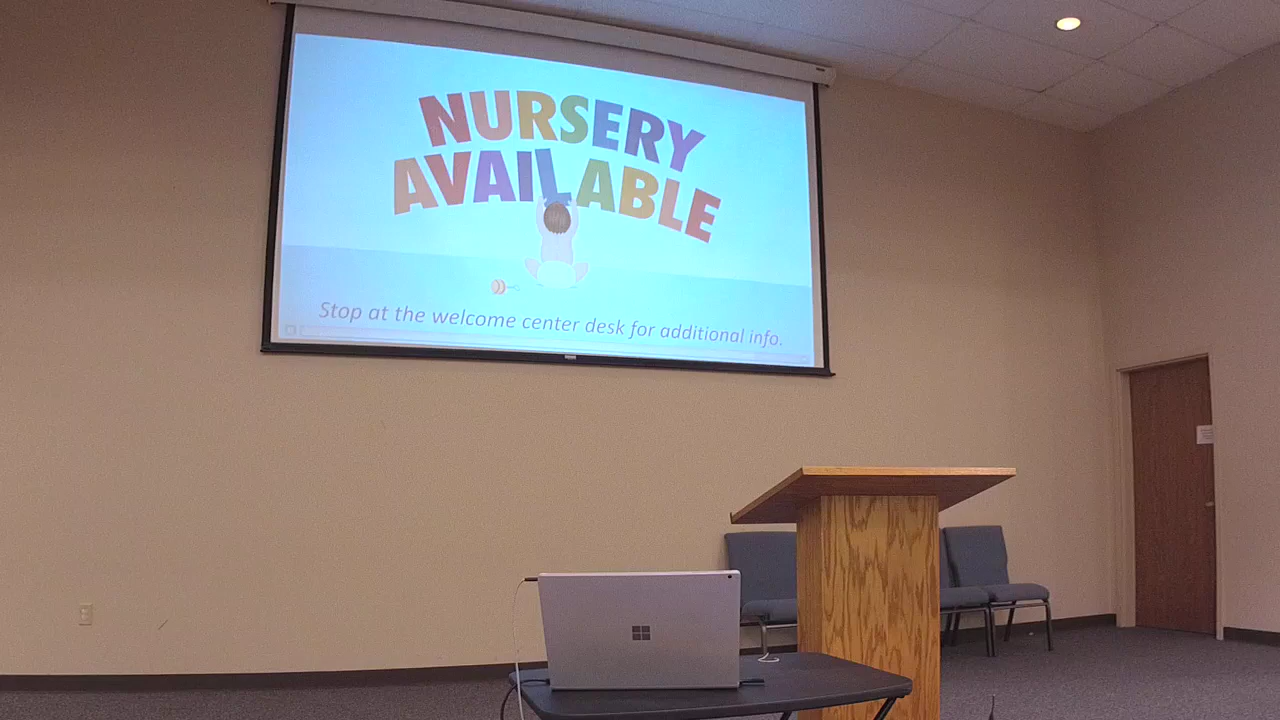 NURSERY
AVAILABLE
Stop at the welcome center desk for additional info.